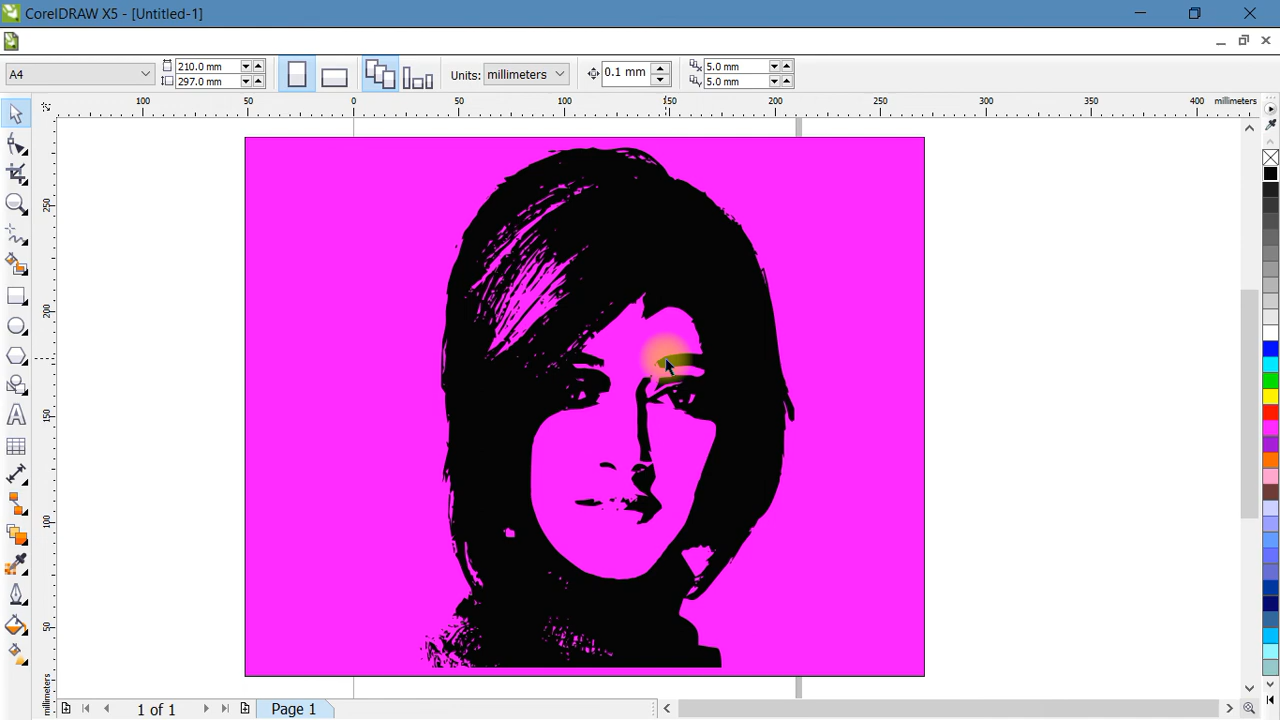 CorelDRAW X5 - [Untitled-1]
A4
210.0 mm
297.0 mm
Units: millimeters
0.1 mm
5.0 mm
5.0 mm
100 50 0 50 100 150 200 250 300 350 400 millimeters
250
200
150
100
50
millimeters
1 of 1
Page 1